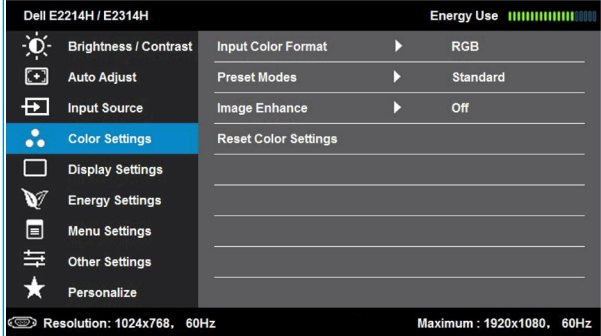 Dell E2214H / E2314H Energy Use
Brightness / Contrast Input Color Format RGB
Auto Adjust Preset Modes Standard
Input Source Image Enhance Off
Color Settings Reset Color Settings
Display Settings
Energy Settings
Menu Settings
Other Settings
Personalize
Resolution: 1024x768, 60Hz Maximum : 1920x1080, 60Hz